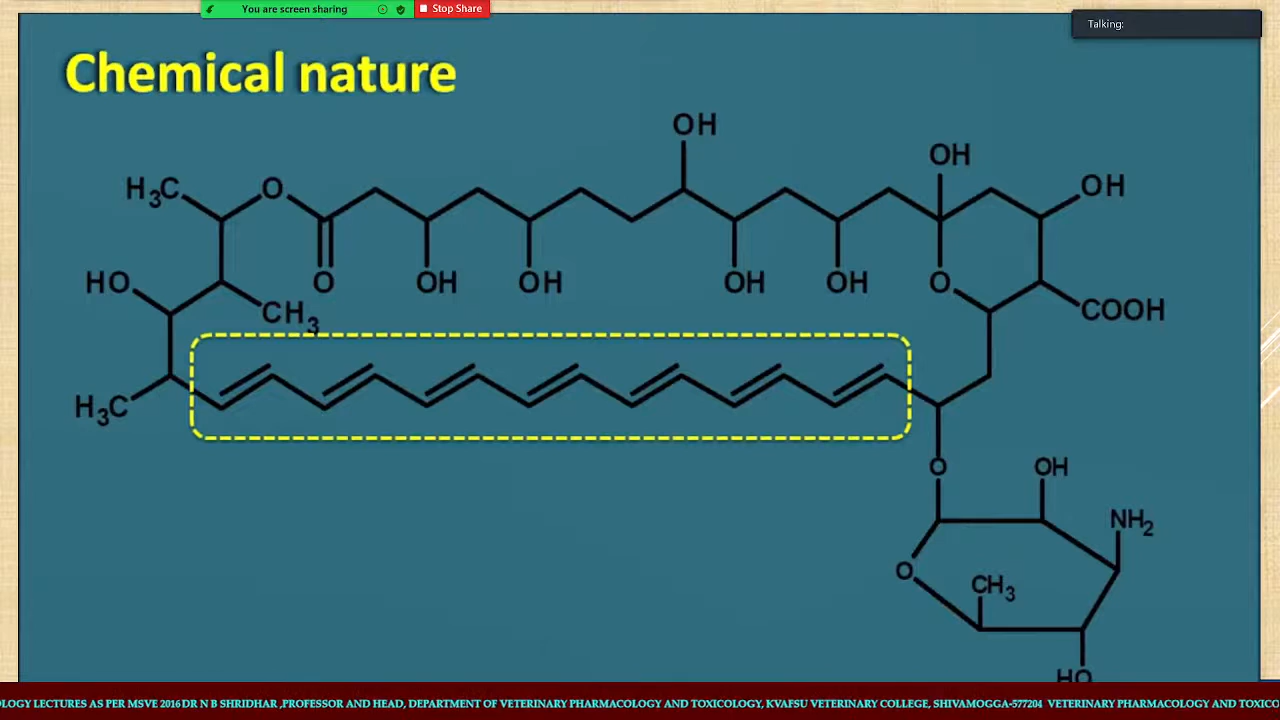 You are screen sharing Stop Share
Talking:
Chemical nature
OH
OH
H3C O OH
HO O OH OH OH OH O
CH3 COOH
H3C
O OH
NH2
O CH3
HO
OLOGY LECTURES AS PER MSVE 2016 DR N B SHRIDHAR ,PROFESSOR AND HEAD, DEPARTMENT OF VETERINARY PHARMACOLOGY AND TOXICOLOGY, KVAFSU VETERINARY COLLEGE, SHIVAMOGGA-577204 VETERINARY PHARMACOLOGY AND TOXICO